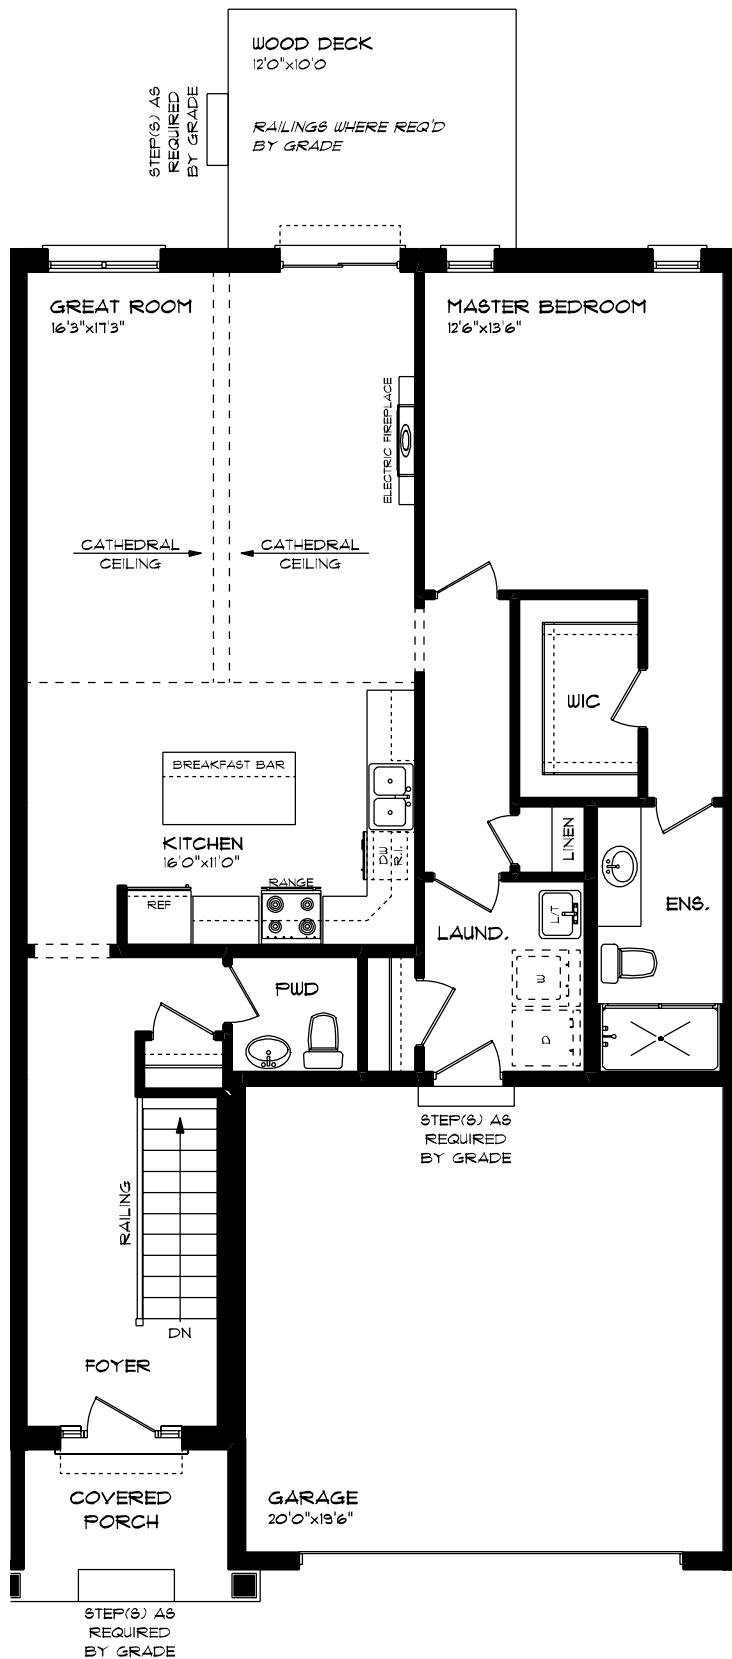 WOOD DECK
12'0"x10'0
STEP(S) AS
REQUIRED
BY GRADE
RAILINGS WHERE REQ'D
BY GRADE
GREAT ROOM
16'3"x17'3"
MASTER BEDROOM
12'6"x13'6"
ELECTRIC FIREPLACE
CATHEDRAL
CEILING
CATHEDRAL
CEILING
WIC
BREAKFAST BAR
KITCHEN
16'0"x11'0"
DW
R.I.
LINEN
RANGE
REF
L/T
ENS.
LAUND.
W
PWD
D
STEP(S) AS
REQUIRED
BY GRADE
RAILING
DN
FOYER
COVERED
PORCH
GARAGE
20'0"x19'6"
STEP(S) AS
REQUIRED
BY GRADE